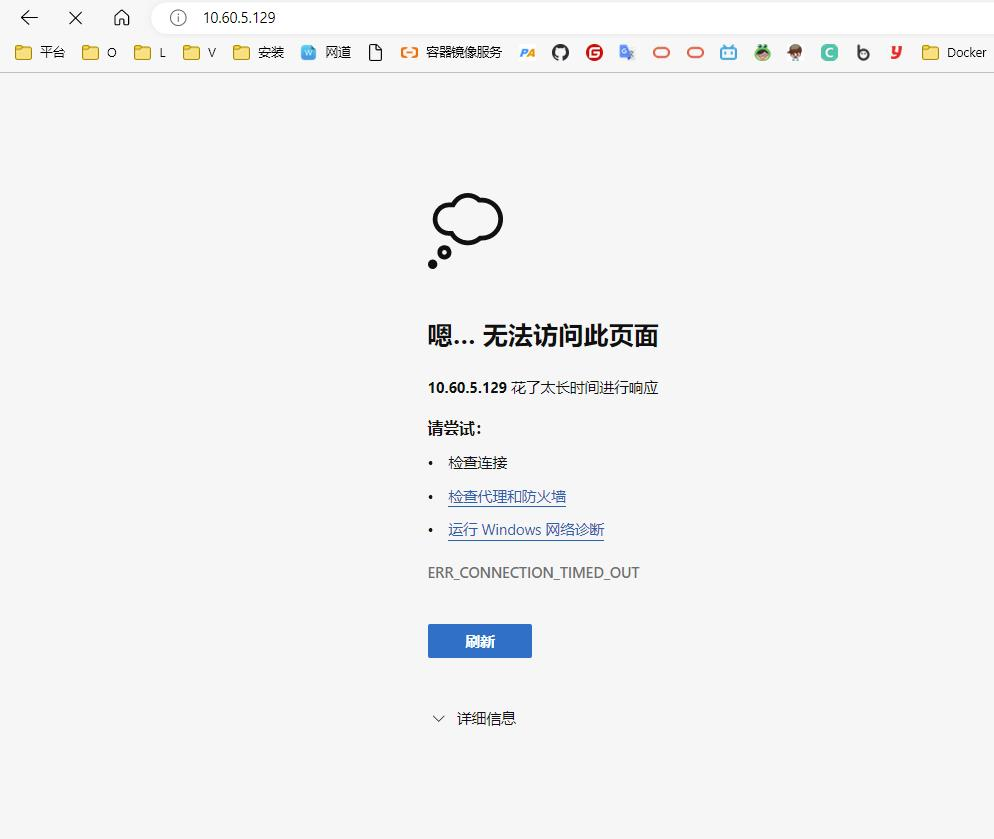 10.60.5.129
平台 O L V 安装 W 网道 容器镜像服务 PA G C b y Docker
嗯… 无法访问此页面
10.60.5.129 花了太长时间进行响应
请尝试:
• 检查连接
• 检查代理和防火墙
• 运行 Windows 网络诊断
ERR_CONNECTION_TIMED_OUT
刷新
详细信息